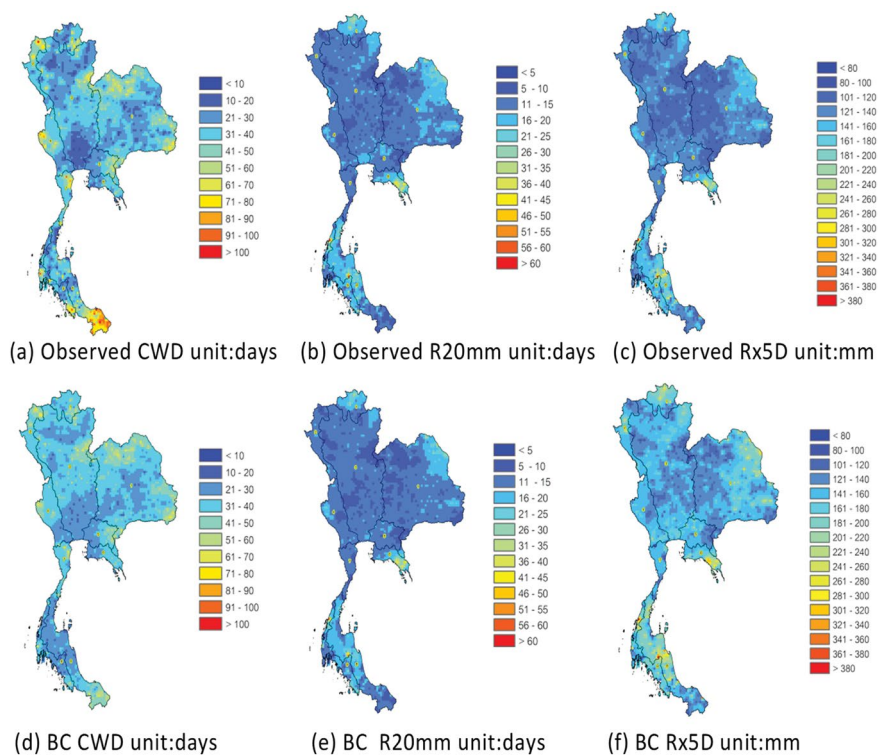 < 10
10 - 20
21 - 30
31 - 40
41 - 50
51 - 60
61 - 70
71 - 80
81 - 90
91 - 100
> 100
(a) Observed CWD unit:days
< 5
5 - 10
11 - 15
16 - 20
21 - 25
26 - 30
31 - 35
36 - 40
41 - 45
46 - 50
51 - 55
56 - 60
> 60
(b) Observed R20mm unit:days
< 80
80 - 100
101 - 120
121 - 140
141 - 160
161 - 180
181 - 200
201 - 220
221 - 240
241 - 260
261 - 280
281 - 300
301 - 320
321 - 340
341 - 360
361 - 380
> 380
(c) Observed Rx5D unit:mm
< 10
10 - 20
21 - 30
31 - 40
41 - 50
51 - 60
61 - 70
71 - 80
81 - 90
91 - 100
> 100
(d) BC CWD unit:days
< 5
5 - 10
11 - 15
16 - 20
21 - 25
26 - 30
31 - 35
36 - 40
41 - 45
46 - 50
51 - 55
56 - 60
> 60
(e) BC R20mm unit:days
< 80
80 - 100
101 - 120
121 - 140
141 - 160
161 - 180
181 - 200
201 - 220
221 - 240
241 - 260
261 - 280
281 - 300
301 - 320
321 - 340
341 - 360
361 - 380
> 380
(f) BC Rx5D unit:mm